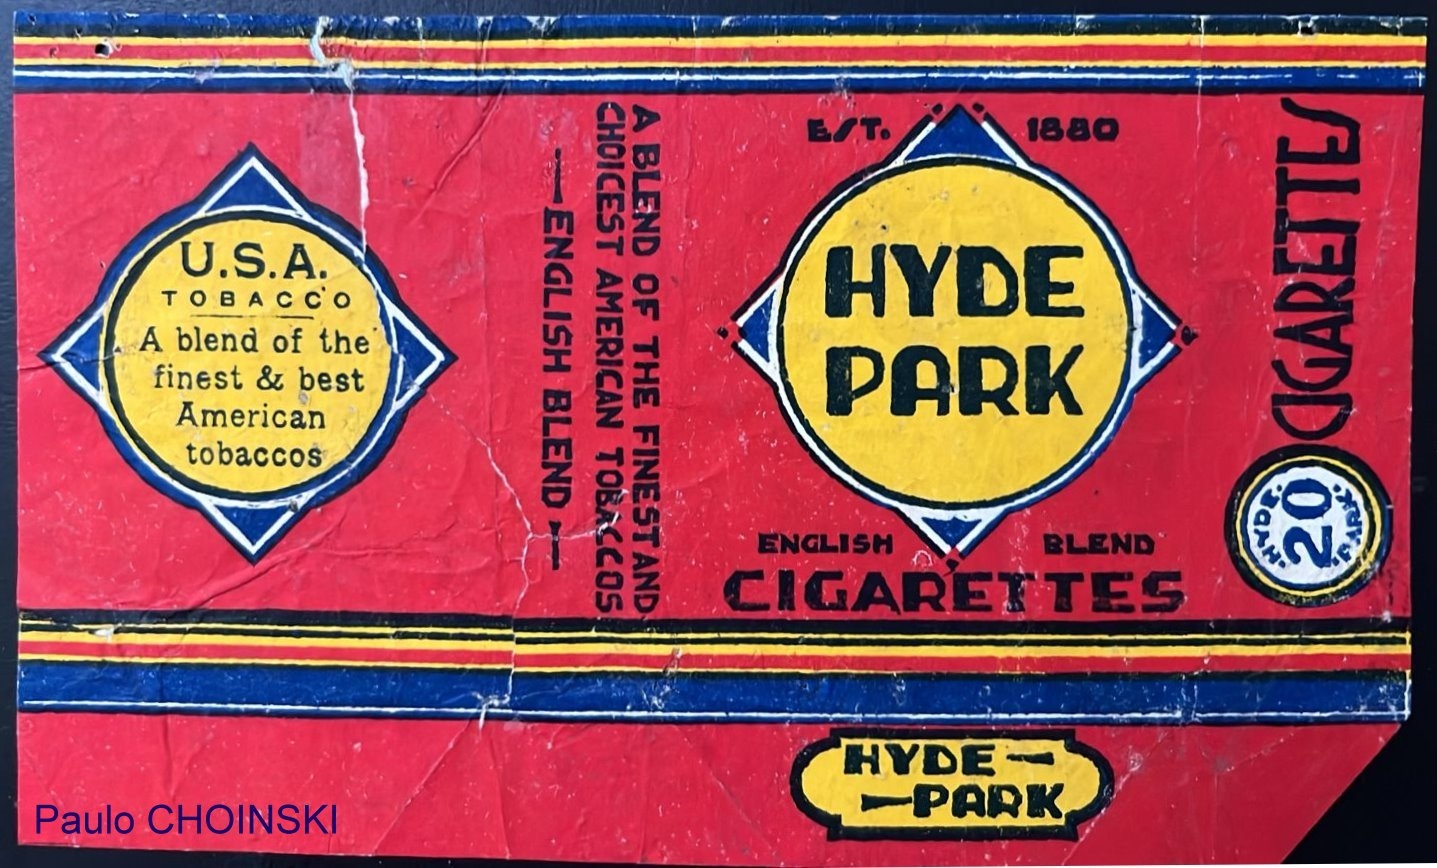 U.S.A.
TOBACCO
A blend of the
finest & best
American
tobaccos
A BLEND OF THE FINEST AND
CHOICEST AMERICAN TOBACCOS
—ENGLISH BLEND—
EST. 1880
HYDE
PARK
ENGLISH BLEND
CIGARETTES
CIGARETTES
HYDE
20
PARK
HYDE—
—PARK
Paulo CHOINSKI